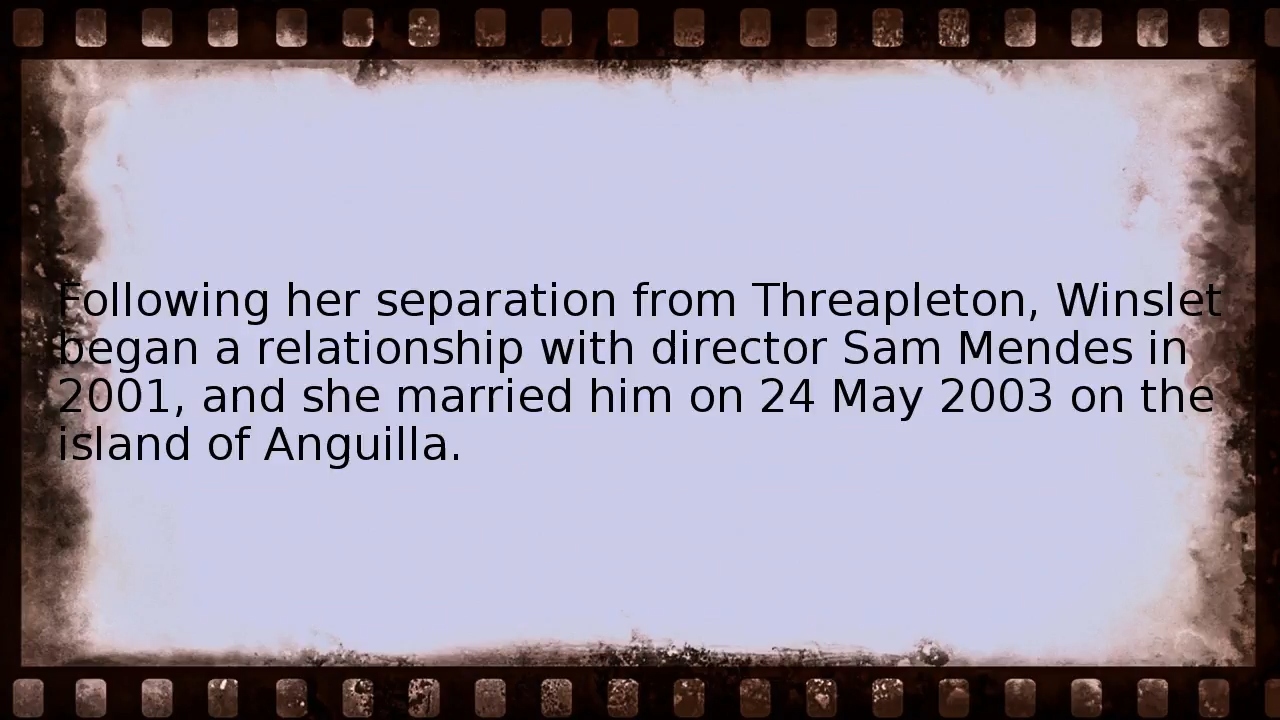 Following her separation from Threapleton, Winslet
began a relationship with director Sam Mendes in
2001, and she married him on 24 May 2003 on the
island of Anguilla.